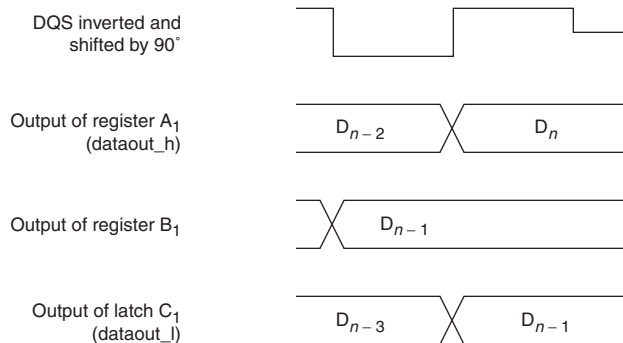 DQS inverted and
shifted by 90°
Output of register A1
(dataout_h)
Dn – 2
Dn
Output of register B1
Dn – 1
Output of latch C1
(dataout_l)
Dn – 3
Dn – 1